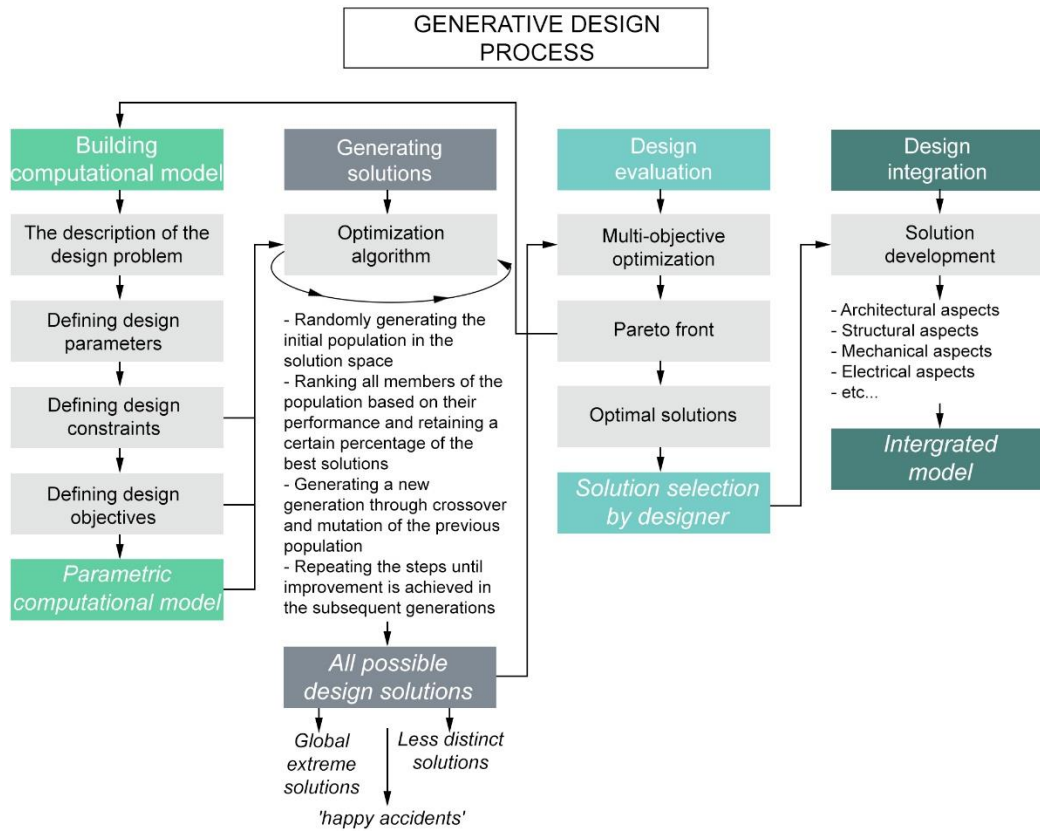 GENERATIVE DESIGN
PROCESS
Building
computational model
The description of the
design problem
Defining design
parameters
Defining design
constraints
Defining design
objectives
Parametric
computational model
Generating
solutions
Optimization
algorithm
- Randomly generating the
initial population in the
solution space
- Ranking all members of the
population based on their
performance and retaining a
certain percentage of the
best solutions
- Generating a new
generation through crossover
and mutation of the previous
population
- Repeating the steps until
improvement is achieved in
the subsequent generations
All possible
design solutions
Global
extreme
solutions
Less distinct
solutions
'happy accidents'
Design
evaluation
Multi-objective
optimization
Pareto front
Optimal solutions
Solution selection
by designer
Design
integration
Solution
development
- Architectural aspects
- Structural aspects
- Mechanical aspects
- Electrical aspects
- etc...
Intergrated
model